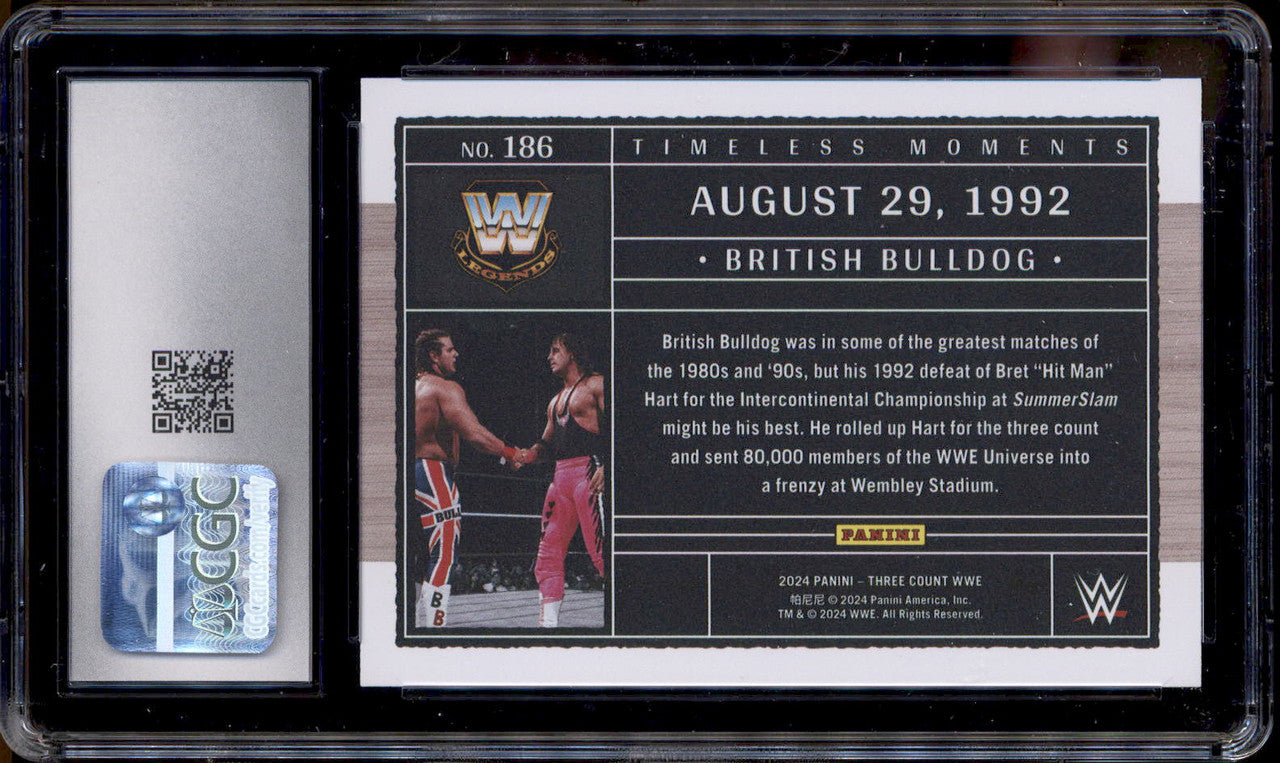 NO. 186
TIMELESS MOMENTS
LEGENDS
AUGUST 29, 1992
• BRITISH BULLDOG •
British Bulldog was in some of the greatest matches of
the 1980s and ‘90s, but his 1992 defeat of Bret “Hit Man”
Hart for the Intercontinental Championship at SummerSlam
might be his best. He rolled up Hart for the three count
and sent 80,000 members of the WWE Universe into
a frenzy at Wembley Stadium.
BULL
B
B
PANINI
2024 PANINI – THREE COUNT WWE
帕尼尼 © 2024 Panini America, Inc.
TM & © 2024 WWE. All Rights Reserved.
W
CGC
CGCcards.com/verify